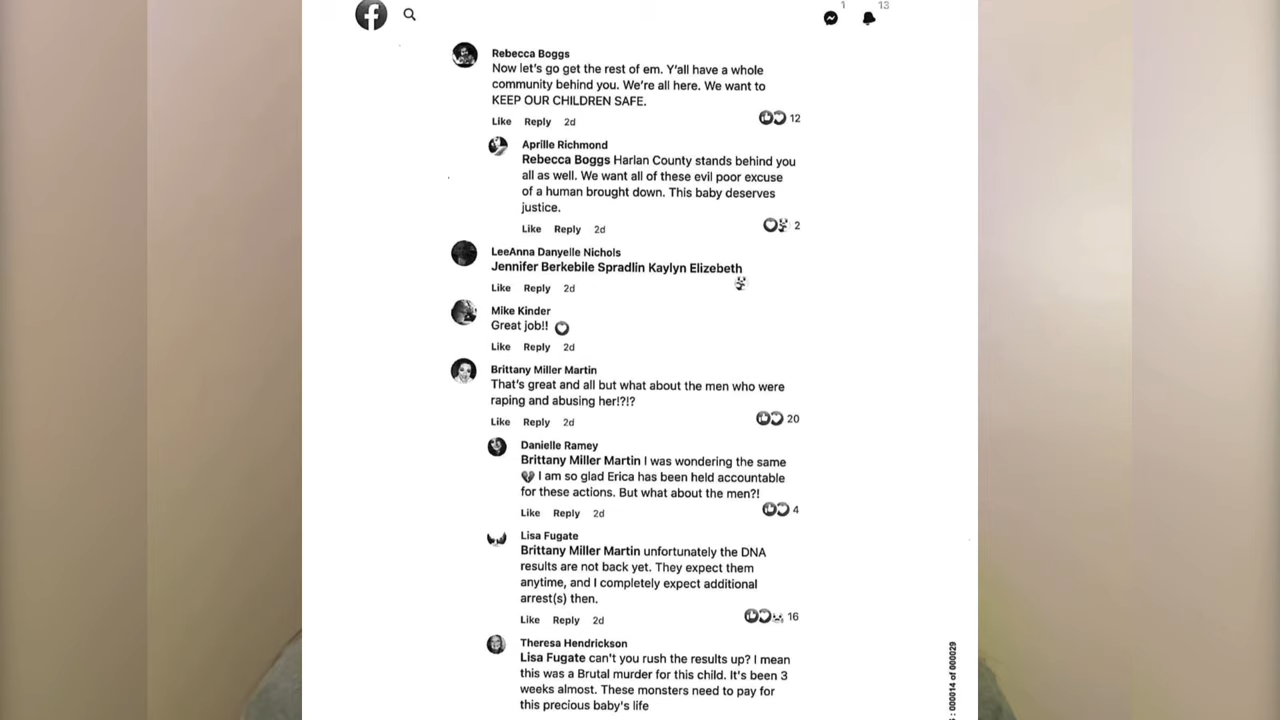 1
13
Rebecca Boggs
Now let's go get the rest of em. Y'all have a whole
community behind you. We're all here. We want to
KEEP OUR CHILDREN SAFE.
Like Reply 2d
12
Aprille Richmond
Rebecca Boggs Harlan County stands behind you
all as well. We want all of these evil poor excuse
of a human brought down. This baby deserves
justice.
Like Reply 2d
2
LeeAnna Danyelle Nichols
Jennifer Berkebile Spradlin Kaylyn Elizebeth
Like Reply 2d
Mike Kinder
Great job!!
Like Reply 2d
Brittany Miller Martin
That's great and all but what about the men who were
raping and abusing her!?!?
Like Reply 2d
20
Danielle Ramey
Brittany Miller Martin I was wondering the same
I am so glad Erica has been held accountable
for these actions. But what about the men?!
Like Reply 2d
4
Lisa Fugate
Brittany Miller Martin unfortunately the DNA
results are not back yet. They expect them
anytime, and I completely expect additional
arrest(s) then.
Like Reply 2d
16
Theresa Hendrickson
Lisa Fugate can't you rush the results up? I mean
this was a Brutal murder for this child. It's been 3
weeks almost. These monsters need to pay for
this precious baby's life
: 000014 of 000029